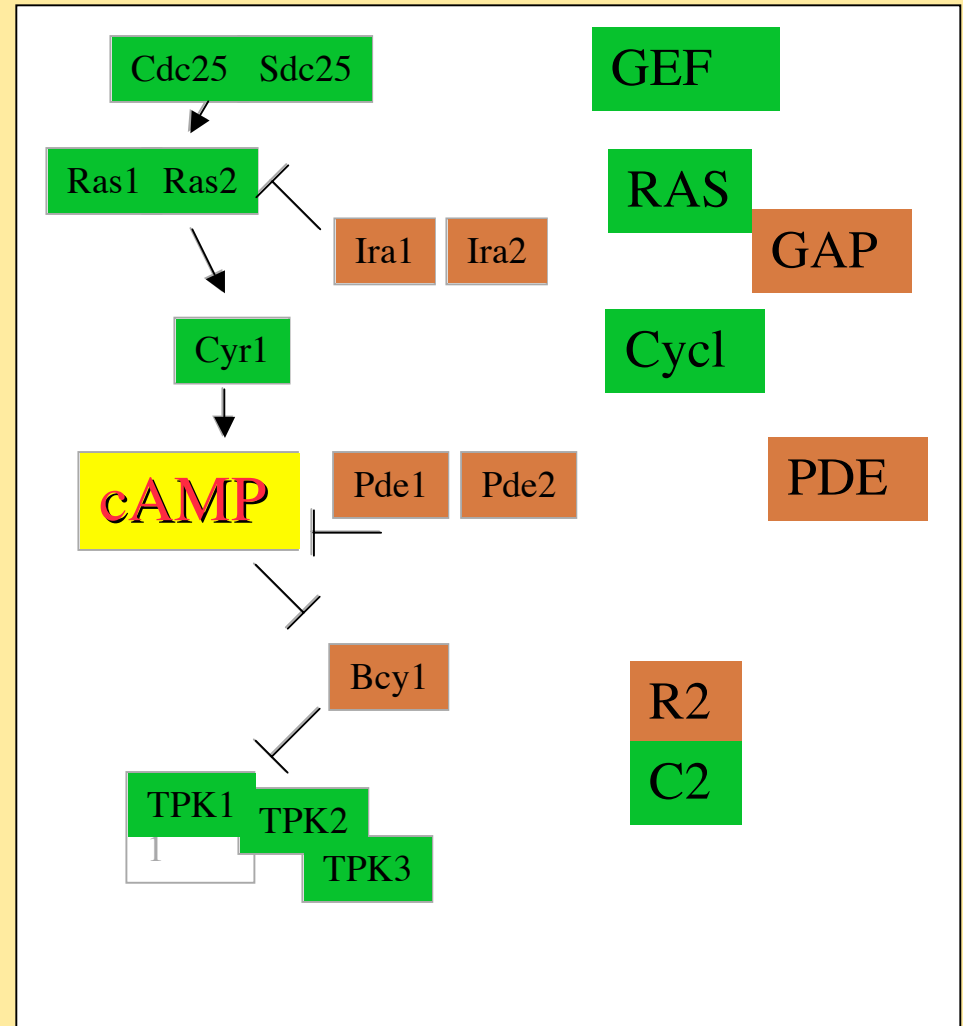 Cdc25 Sdc25
GEF
Ras1 Ras2
RAS
Ira1 Ira2
GAP
Cyr1
Cycl
cAMP
Pde1 Pde2
PDE
Bcy1
R2
C2
TPK1
TPK2
1
TPK3